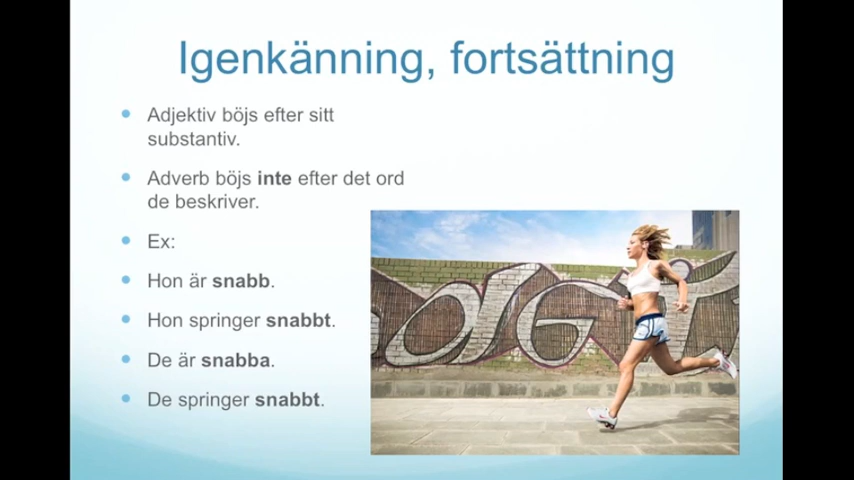 Igenkänning, fortsättning
Adjektiv böjs efter sitt
substantiv.
Adverb böjs inte efter det ord
de beskriver.
Ex:
Hon är snabb.
Hon springer snabbt.
De är snabba.
De springer snabbt.